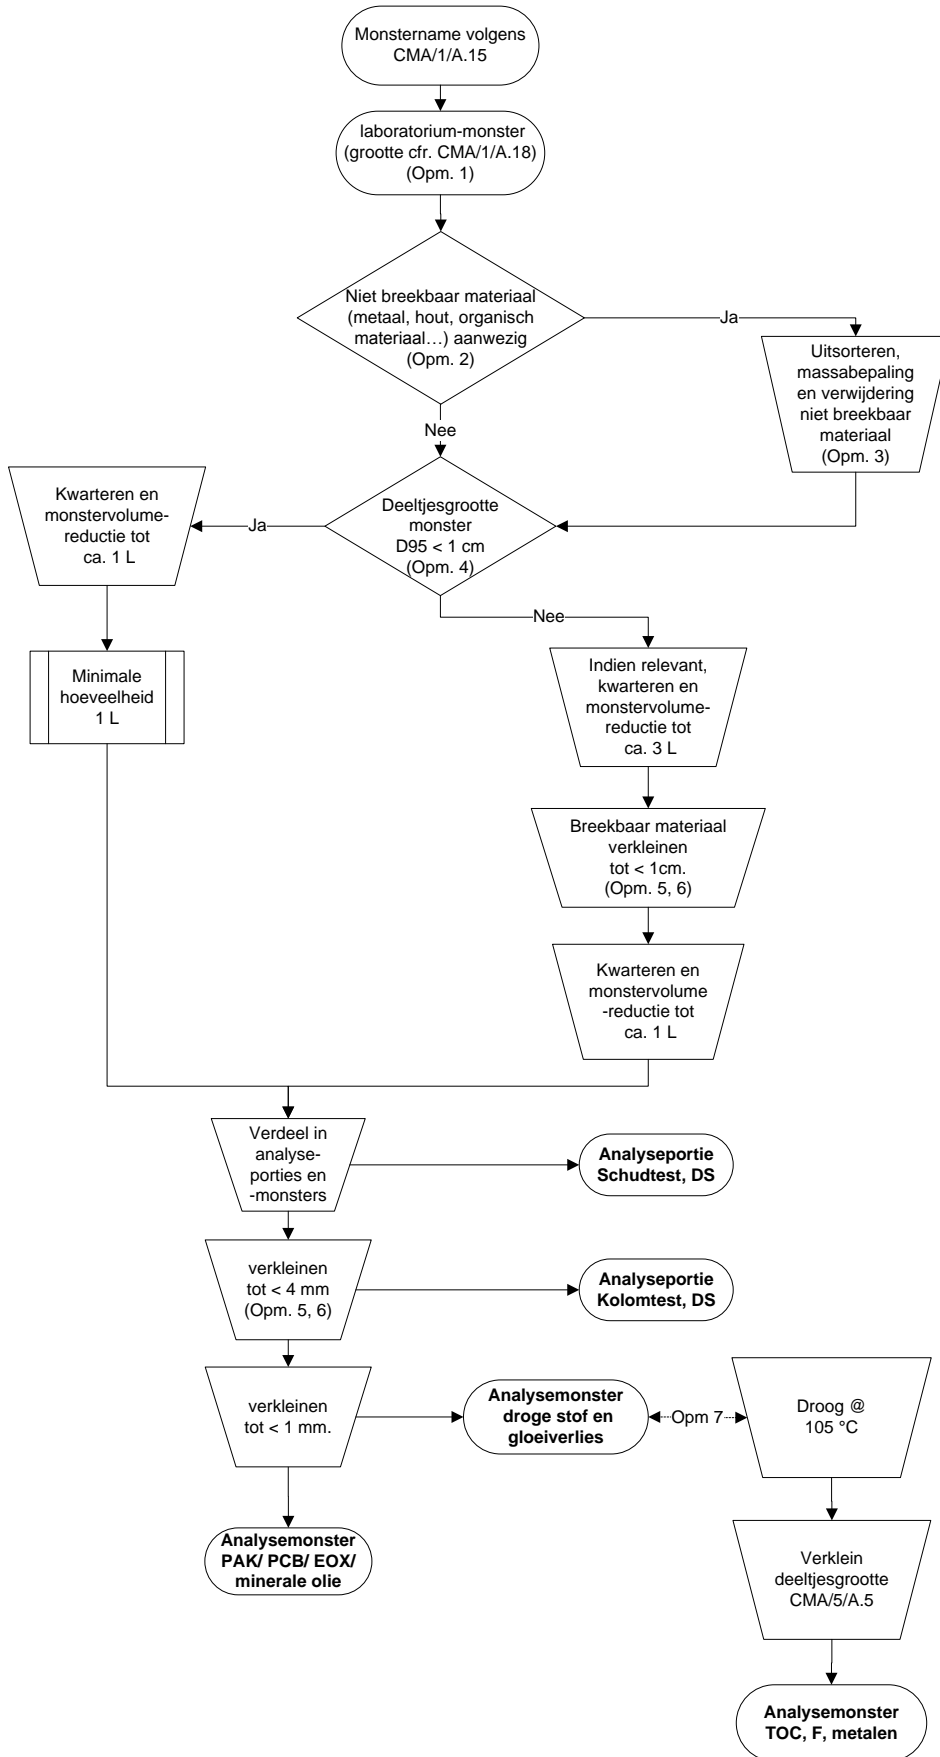 Monstername volgens
CMA/1/A.15
laboratorium-monster
(grootte cfr. CMA/1/A.18)
(Opm. 1)
Niet breekbaar materiaal
(metaal, hout, organisch
materiaal…) aanwezig
(Opm. 2)
Ja
Uitsorteren,
massabepaling
en verwijdering
niet breekbaar
materiaal
(Opm. 3)
Nee
Deeltjesgrootte
monster
D95 < 1 cm
(Opm. 4)
Ja
Kwarteren en
monstervolume-
reductie tot
ca. 1 L
Minimale
hoeveelheid
1 L
Nee
Indien relevant,
kwarteren en
monstervolume-
reductie tot
ca. 3 L
Breekbaar materiaal
verkleinen
tot < 1cm.
(Opm. 5, 6)
Kwarteren en
monstervolume
-reductie tot
ca. 1 L
Verdeel in
analyse-
porties en
-monsters
Analyseportie
Schudtest, DS
verkleinen
tot < 4 mm
(Opm. 5, 6)
Analyseportie
Kolomtest, DS
verkleinen
tot < 1 mm.
Analysemonster
droge stof en
gloeiverlies
Opm 7
Droog @
105 °C
Analysemonster
PAK/ PCB/ EOX/
minerale olie
Verklein
deeltjesgrootte
CMA/5/A.5
Analysemonster
TOC, F, metalen